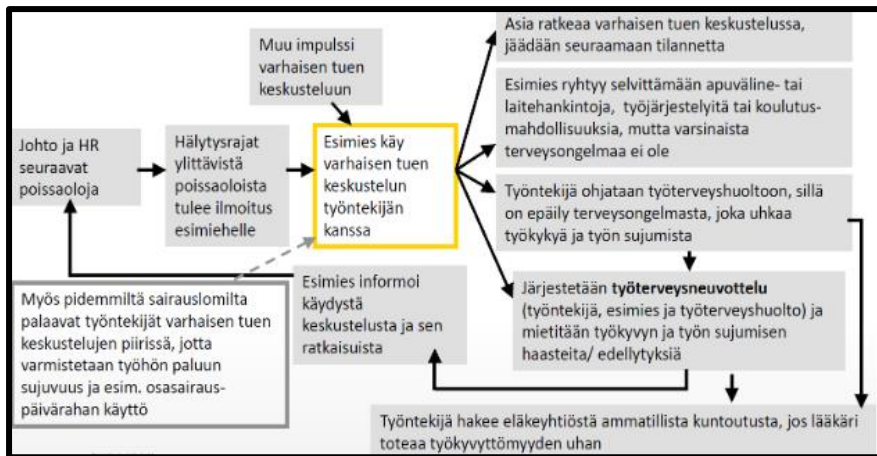 Muu impulssi
varhaisen tuen
keskusteluun
Johto ja HR
seuraavat
poissaoloja
Hälytysrajat
ylittävistä
poissaoloista
tulee ilmoitus
esimiehelle
Esimies käy
varhaisen tuen
keskustelun
työntekijän
kanssa
Asia ratkeaa varhaisen tuen keskustelussa,
jäädään seuraamaan tilannetta
Esimies ryhtyy selvittämään apuväline- tai
laitehankintoja, työjärjestelyitä tai koulutus-
mahdollisuuksia, mutta varsinaista
terveysongelmaa ei ole
Työntekijä ohjataan työterveyshuoltoon, sillä
on epäily terveysongelmasta, joka uhkaa
työkykyä ja työn sujumista
Järjestetään työterveysneuvottelu
(työntekijä, esimies ja työterveyshuolto) ja
mietitään työkyvyn ja työn sujumisen
haasteita/ edellytyksiä
Esimies informoi
käydystä
keskustelusta ja sen
ratkaisuista
Myös pidemmiltä sairauslomilta
palaavat työntekijät varhaisen tuen
keskustelujen piirissä, jotta
varmistetaan työhön paluun
sujuvuus ja esim. osasairaus-
päivärahan käyttö
Työntekijä hakee eläkeyhtiöstä ammatillista kuntoutusta, jos lääkäri
toteaa työkyvyttömyyden uhan